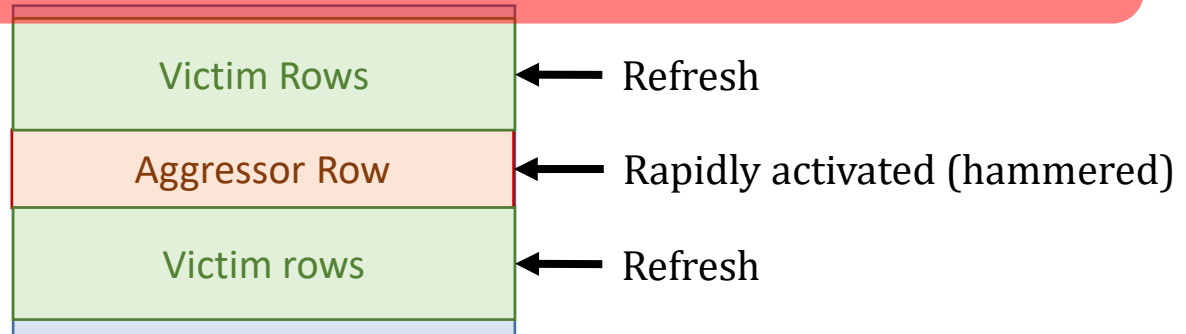 Victim Rows
Refresh
Aggressor Row
Rapidly activated (hammered)
Victim rows
Refresh